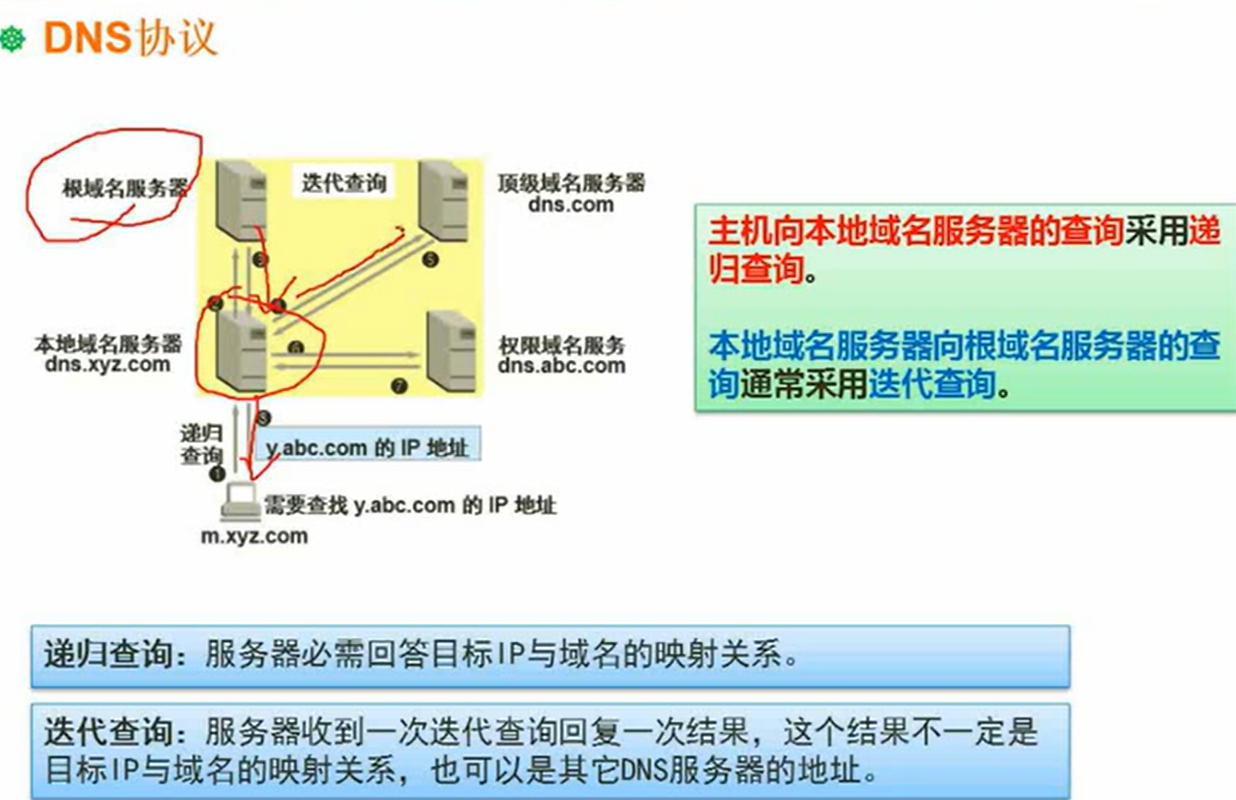 DNS协议
根域名服务器
迭代查询
顶级域名服务器
dns.com
❸
❺
❷
❹
本地域名服务器
dns.xyz.com
❻
权限域名服务
dns.abc.com
❼
❽
递归
查询
y.abc.com 的 IP 地址
❶
需要查找 y.abc.com 的 IP 地址
m.xyz.com
主机向本地域名服务器的查询采用递
归查询。
本地域名服务器向根域名服务器的查
询通常采用迭代查询。
递归查询：服务器必需回答目标IP与域名的映射关系。
迭代查询：服务器收到一次迭代查询回复一次结果，这个结果不一定是
目标IP与域名的映射关系，也可以是其它DNS服务器的地址。